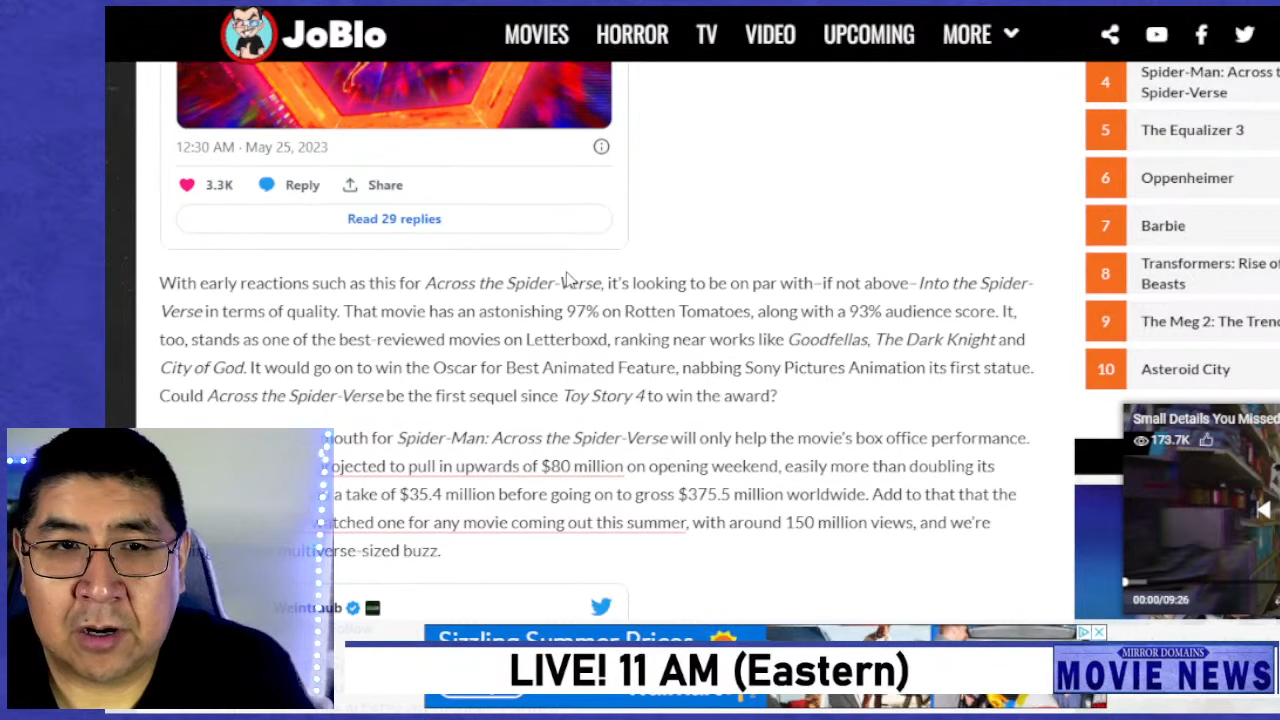 JoBlo
MOVIES HORROR TV VIDEO UPCOMING MORE
12:30 AM · May 25, 2023
3.3K Reply Share
Read 29 replies
With early reactions such as this for Across the Spider-Verse, it's looking to be on par with–if not above–Into the Spider-
Verse in terms of quality. That movie has an astonishing 97% on Rotten Tomatoes, along with a 93% audience score. It,
too, stands as one of the best-reviewed movies on Letterboxd, ranking near works like Goodfellas, The Dark Knight and
City of God. It would go on to win the Oscar for Best Animated Feature, nabbing Sony Pictures Animation its first statue.
Could Across the Spider-Verse be the first sequel since Toy Story 4 to win the award?
outh for Spider-Man: Across the Spider-Verse will only help the movie's box office performance.
ojected to pull in upwards of $80 million on opening weekend, easily more than doubling its
a take of $35.4 million before going on to gross $375.5 million worldwide. Add to that that the
tched one for any movie coming out this summer, with around 150 million views, and we're
multiverse-sized buzz.
Weintraub
4 Spider-Man: Across t
Spider-Verse
5 The Equalizer 3
6 Oppenheimer
7 Barbie
8 Transformers: Rise of
Beasts
9 The Meg 2: The Trenc
10 Asteroid City
Small Details You Missed
173.7K
00:00/09:26
Sizzling Summer Prices
LIVE! 11 AM (Eastern)
MIRROR DOMAINS
MOVIE NEWS